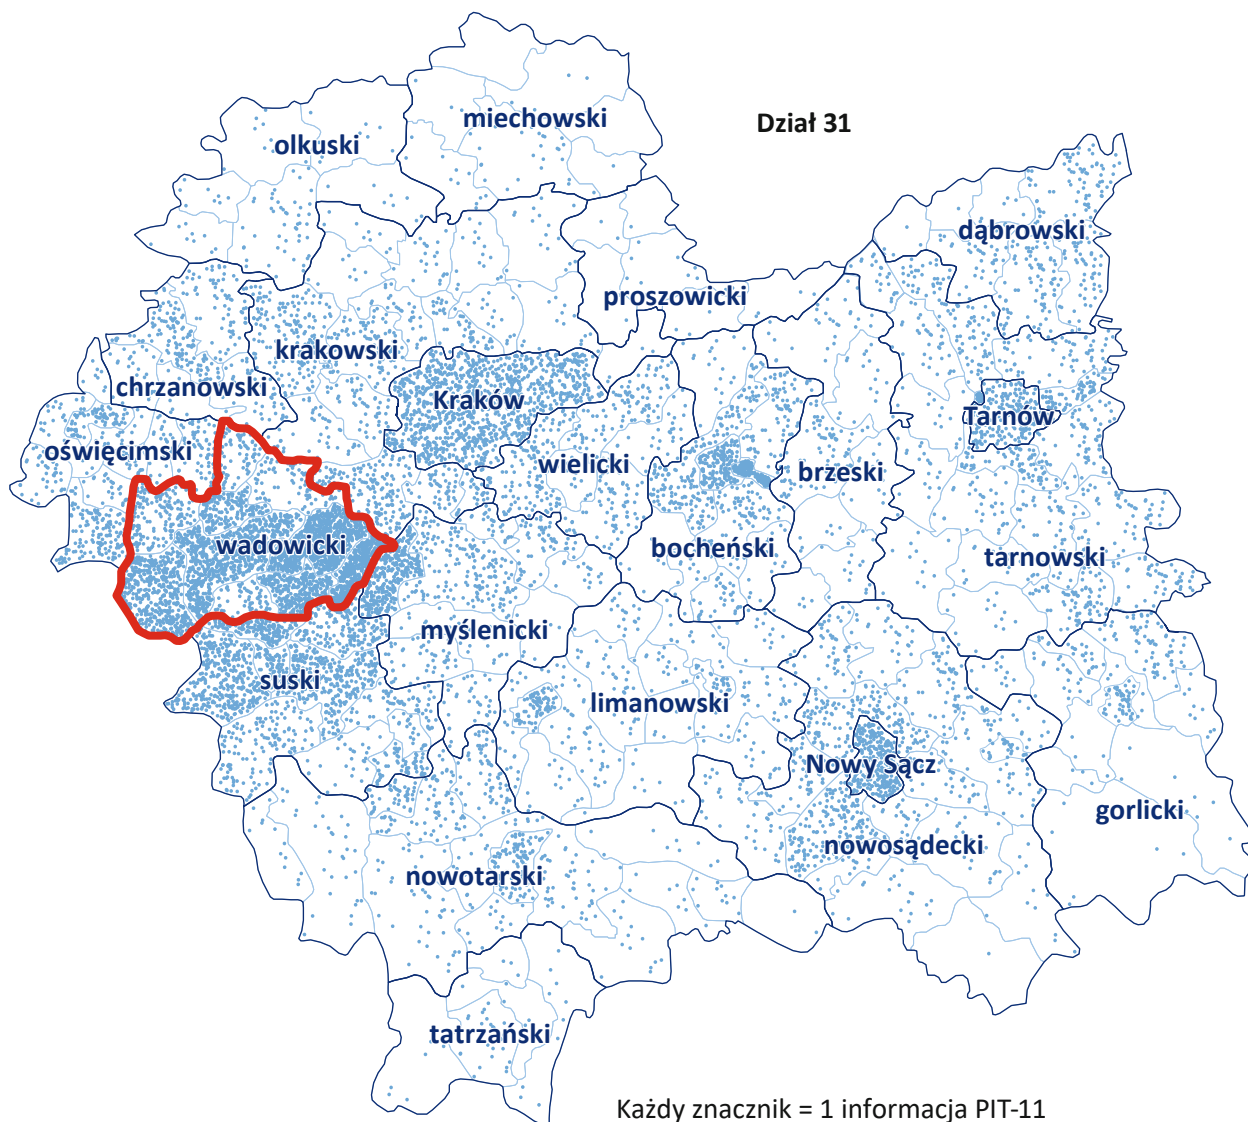 miechowski
Dział 31
olkuski
dąbrowski
proszowicki
krakowski
chrzanowski
Kraków
Tarnów
oświęcimski
wielicki
brzeski
wadowicki
bocheński
tarnowski
myślenicki
suski
limanowski
Nowy Sącz
gorlicki
nowosądecki
nowotarski
tatrzański
Każdy znacznik = 1 informacja PIT-11